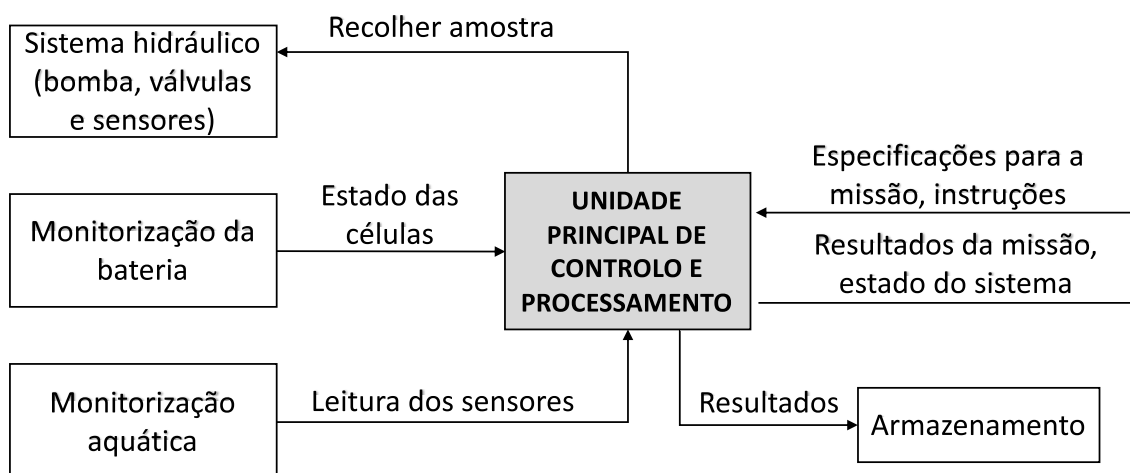 Recolher amostra
Sistema hidráulico
(bomba, válvulas
e sensores)
Especificações para a
missão, instruções
Estado das
células
UNIDADE
PRINCIPAL DE
CONTROLO E
PROCESSAMENTO
Monitorização da
bateria
Resultados da missão,
estado do sistema
Monitorização
aquática
Leitura dos sensores
Resultados
Armazenamento